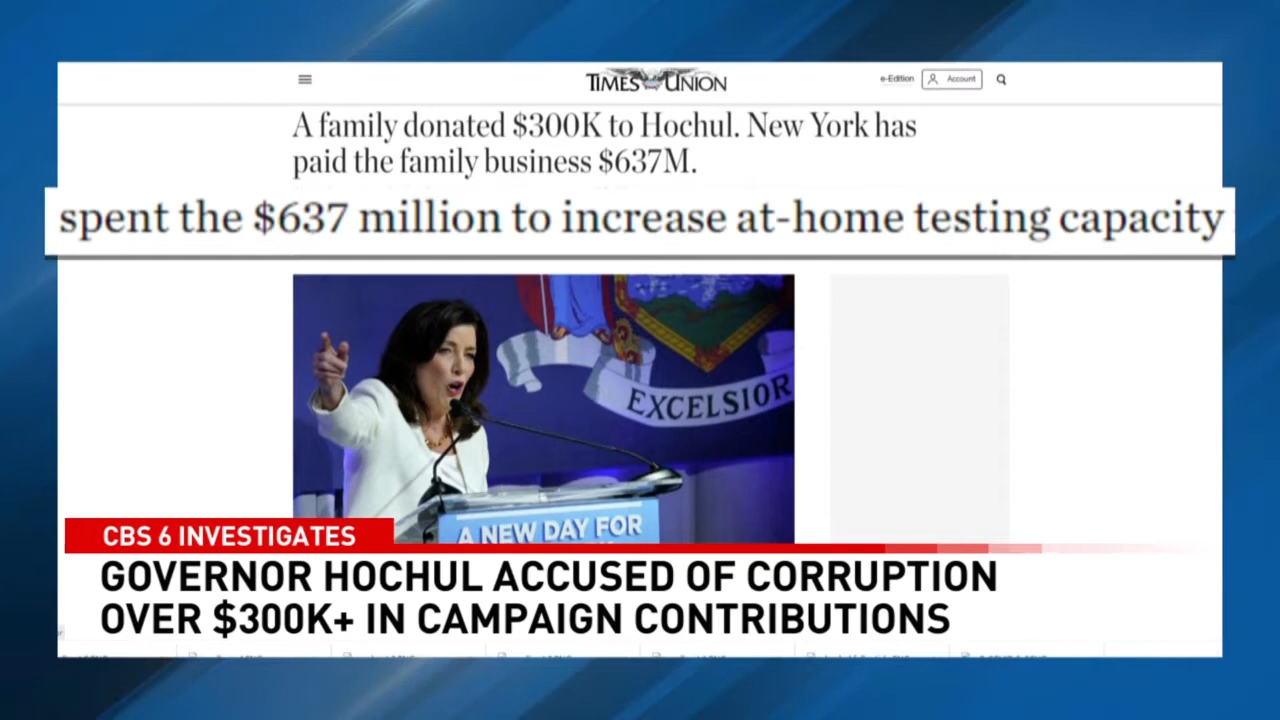 TIMES UNION
e-Edition
Account
A family donated $300K to Hochul. New York has
paid the family business $637M.
spent the $637 million to increase at-home testing capacity
EXCELSIOR
A NEW DAY FOR
CBS 6 INVESTIGATES
GOVERNOR HOCHUL ACCUSED OF CORRUPTION
OVER $300K+ IN CAMPAIGN CONTRIBUTIONS